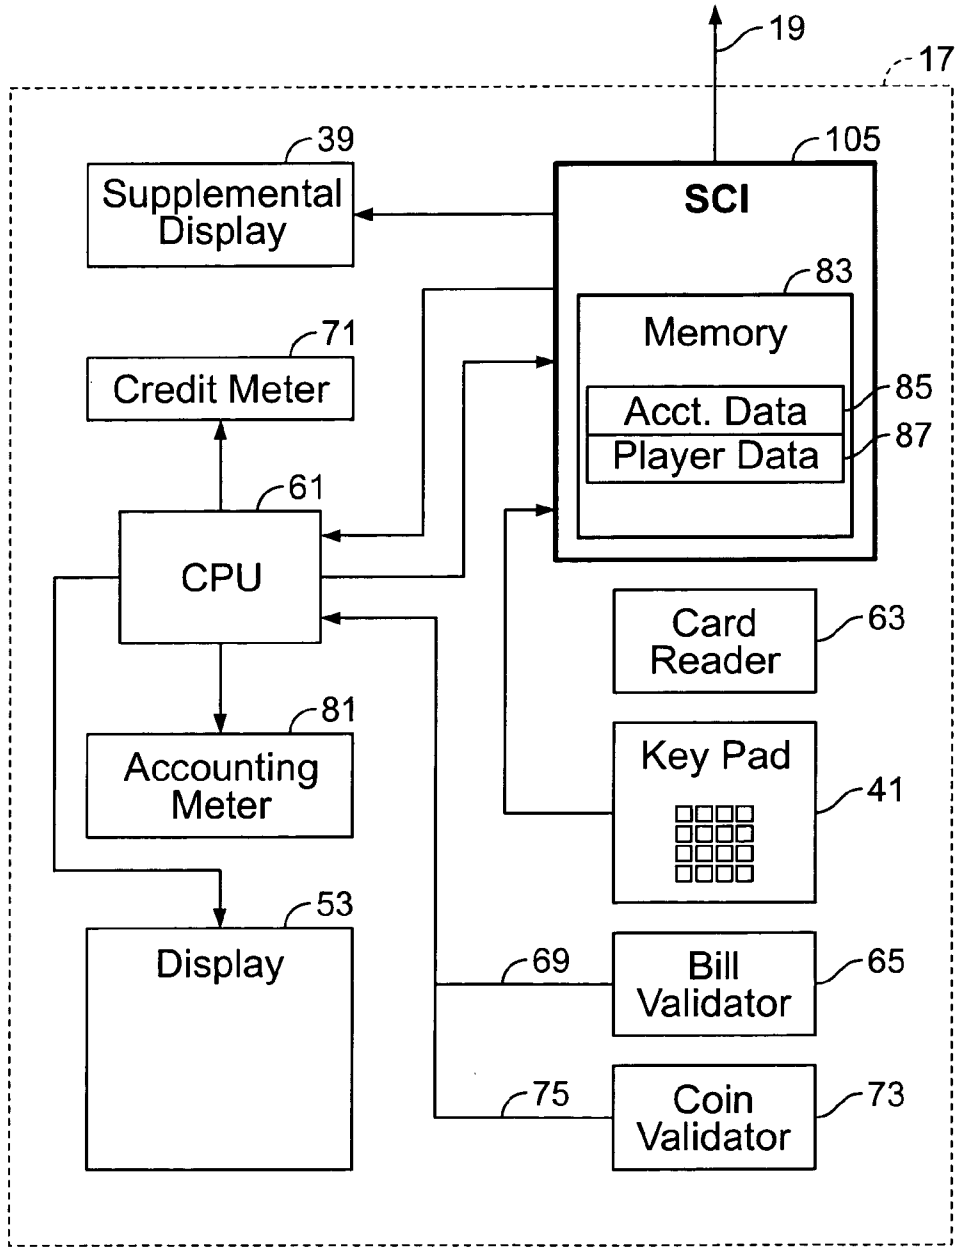 19
17
39
Supplemental
Display
105
SCI
83
Memory
85
Acct. Data
87
Player Data
71
Credit Meter
61
CPU
Card
Reader
63
81
Accounting
Meter
Key Pad
41
53
Display
69
Bill
Validator
65
75
Coin
Validator
73